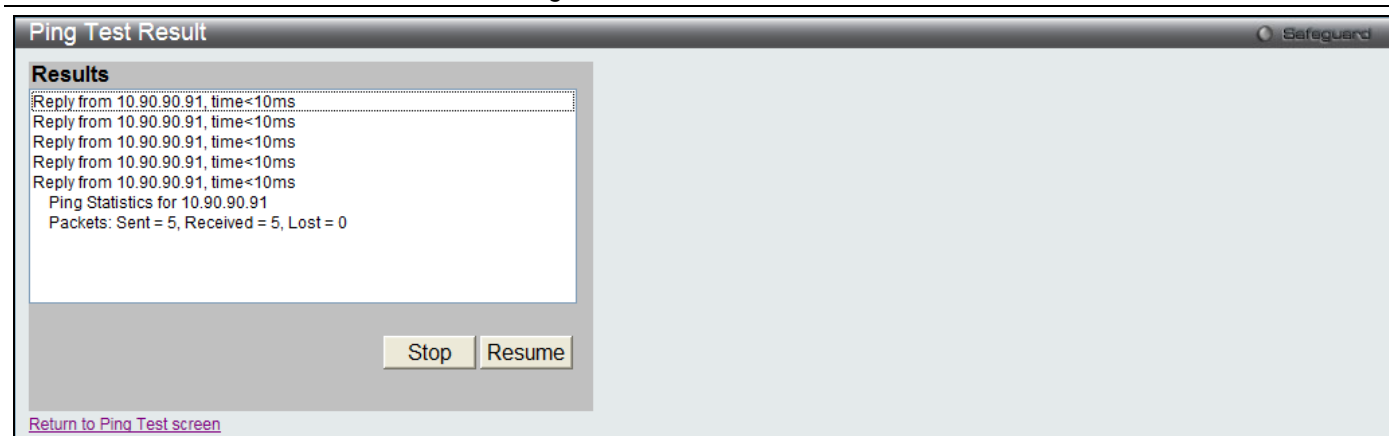 Ping Test Result
Safeguard
Results
Reply from 10.90.90.91, time<10ms
Reply from 10.90.90.91, time<10ms
Reply from 10.90.90.91, time<10ms
Reply from 10.90.90.91, time<10ms
Reply from 10.90.90.91, time<10ms
Ping Statistics for 10.90.90.91
Packets: Sent = 5, Received = 5, Lost = 0
Stop
Resume
Return to Ping Test screen